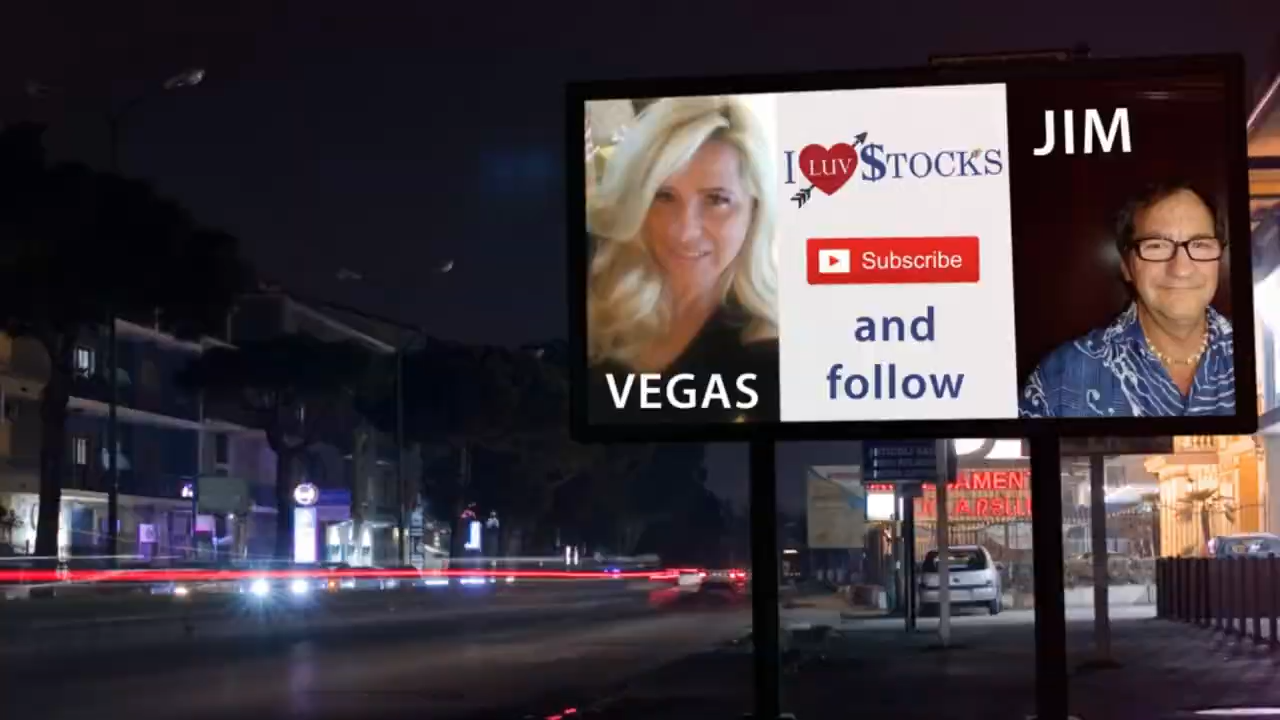 VEGAS
I LUV $TOCKS
Subscribe
and
follow
JIM